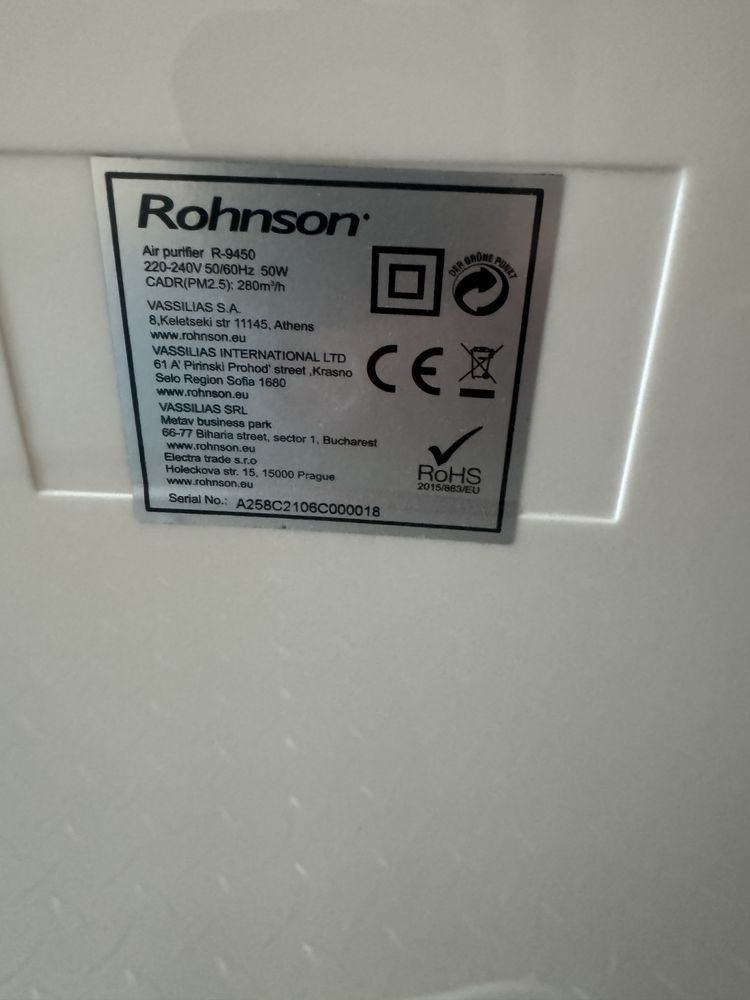 Rohnson
Air purifier R-9450
220-240V 50/60Hz 50W
CADR(PM2.5): 280m³/h
DER GRÜNE PUNKT
VASSILIAS S.A.
8,Keletseki str 11145, Athens
www.rohnson.eu
VASSILIAS INTERNATIONAL LTD
61 A' Pirinski Prohod' street ,Krasno
Selo Region Sofia 1680
www.rohnson.eu
CE
VASSILIAS SRL
Metav business park
66-77 Biharia street, sector 1, Bucharest
www.rohnson.eu
Electra trade s.r.o
Holeckova str. 15, 15000 Prague
www.rohnson.eu
RoHS
2015/863/EU
Serial No.: A258C2106C000018